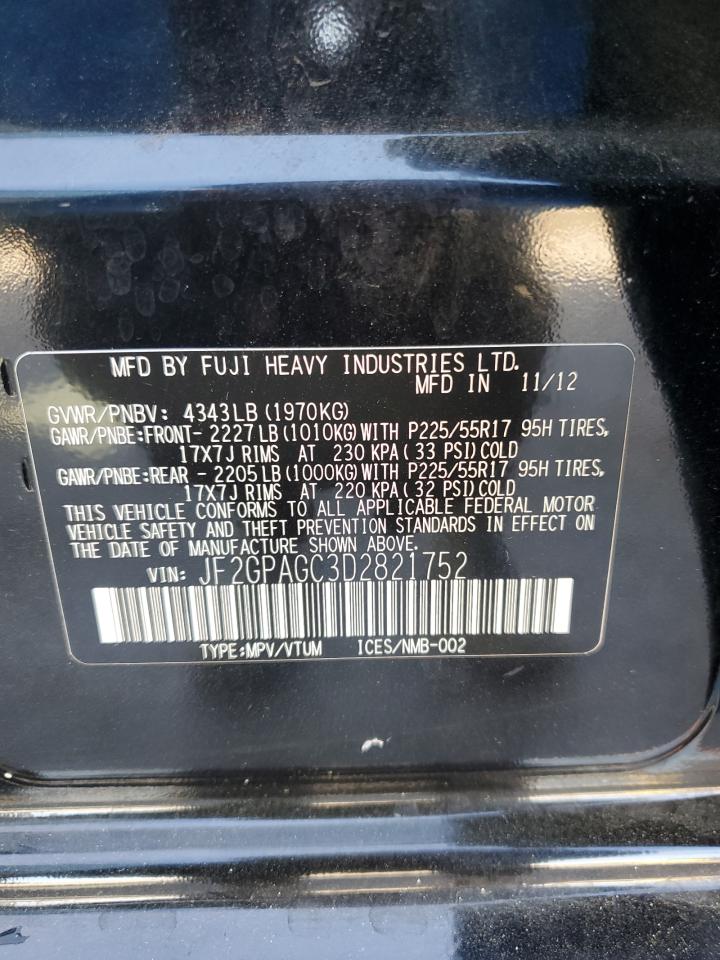 MFD BY FUJI HEAVY INDUSTRIES LTD.
MFD IN 11/12
GVWR/PNBV: 4343LB (1970KG)
GAWR/PNBE:FRONT- 2227LB (1010KG)WITH P225/55R17 95H TIRES,
17X7J RIMS AT 230 KPA ( 33 PSI) COLD
GAWR/PNBE:REAR - 2205LB (1000KG)WITH P225/55R17 95H TIRES,
17X7J RIMS AT 220 KPA ( 32 PSI) COLD
THIS VEHICLE CONFORMS TO ALL APPLICABLE FEDERAL MOTOR
VEHICLE SAFETY AND THEFT PREVENTION STANDARDS IN EFFECT ON
THE DATE OF MANUFACTURE SHOWN ABOVE.
VIN: JF2GPAGC3D2821752
TYPE:MPV/VTUM ICES/NMB-002